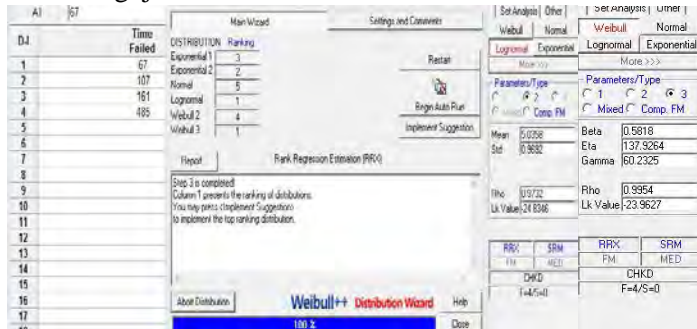 A1 67
DJ
Time Failed
1 67
2 107
3 161
4 485
5
6
7
8
9
10
11
12
13
14
15
16
17
Main Wizard
Settings and Comments
DISTRIBUTION Ranking
Exponential 1 3
Exponential 2 2
Normal 5
Lognormal 1
Weibull 2 4
Weibull 3 1
Restart
Begin Auto Run
Implement Suggestion
Report
Rank Regression Estimation (RRX)
Step 3 is completed!
Column 1 presents the ranking of distributions.
You may press <Implement Suggestion>
to implement the top ranking distribution.
About Distribution
Weibull++ Distribution Wizard
Help
100 %
Close
Set Analysis Other
Weibull Normal
Lognormal Exponential
More >>>
Parameters/Type
2
Mixed Comp. FM
Mean 5.0358
Std 0.9682
Rho 0.9732
Lk Value -24.8346
RRX SRM
FM MED
CHKD
F=4/S=0
Set Analysis Other
Weibull Normal
Lognormal Exponential
More >>>
Parameters/Type
1 2 3
Mixed Comp. FM
Beta 0.5818
Eta 137.9264
Gamma 60.2325
Rho 0.9954
Lk Value -23.9627
RRX SRM
FM MED
CHKD
F=4/S=0